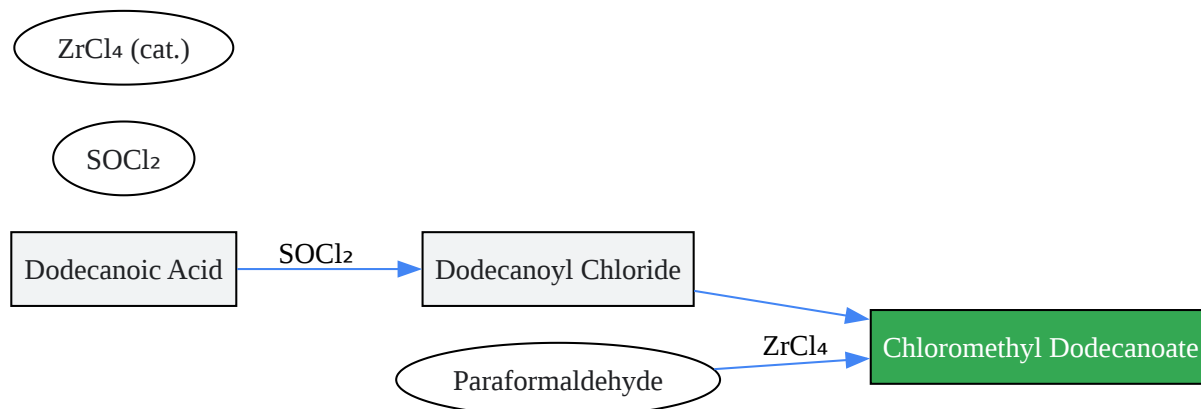 ZrCl₄ (cat.)
SOCl₂
Dodecanoic Acid
SOCl₂
Dodecanoyl Chloride
Paraformaldehyde
ZrCl₄
Chloromethyl Dodecanoate